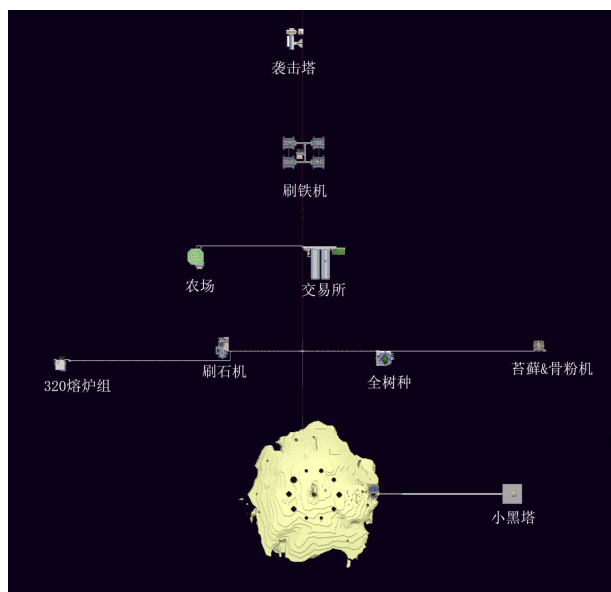 袭击塔
刷铁机
农场
交易所
320熔炉组
刷石机
全树种
苔藓&骨粉机
小黑塔